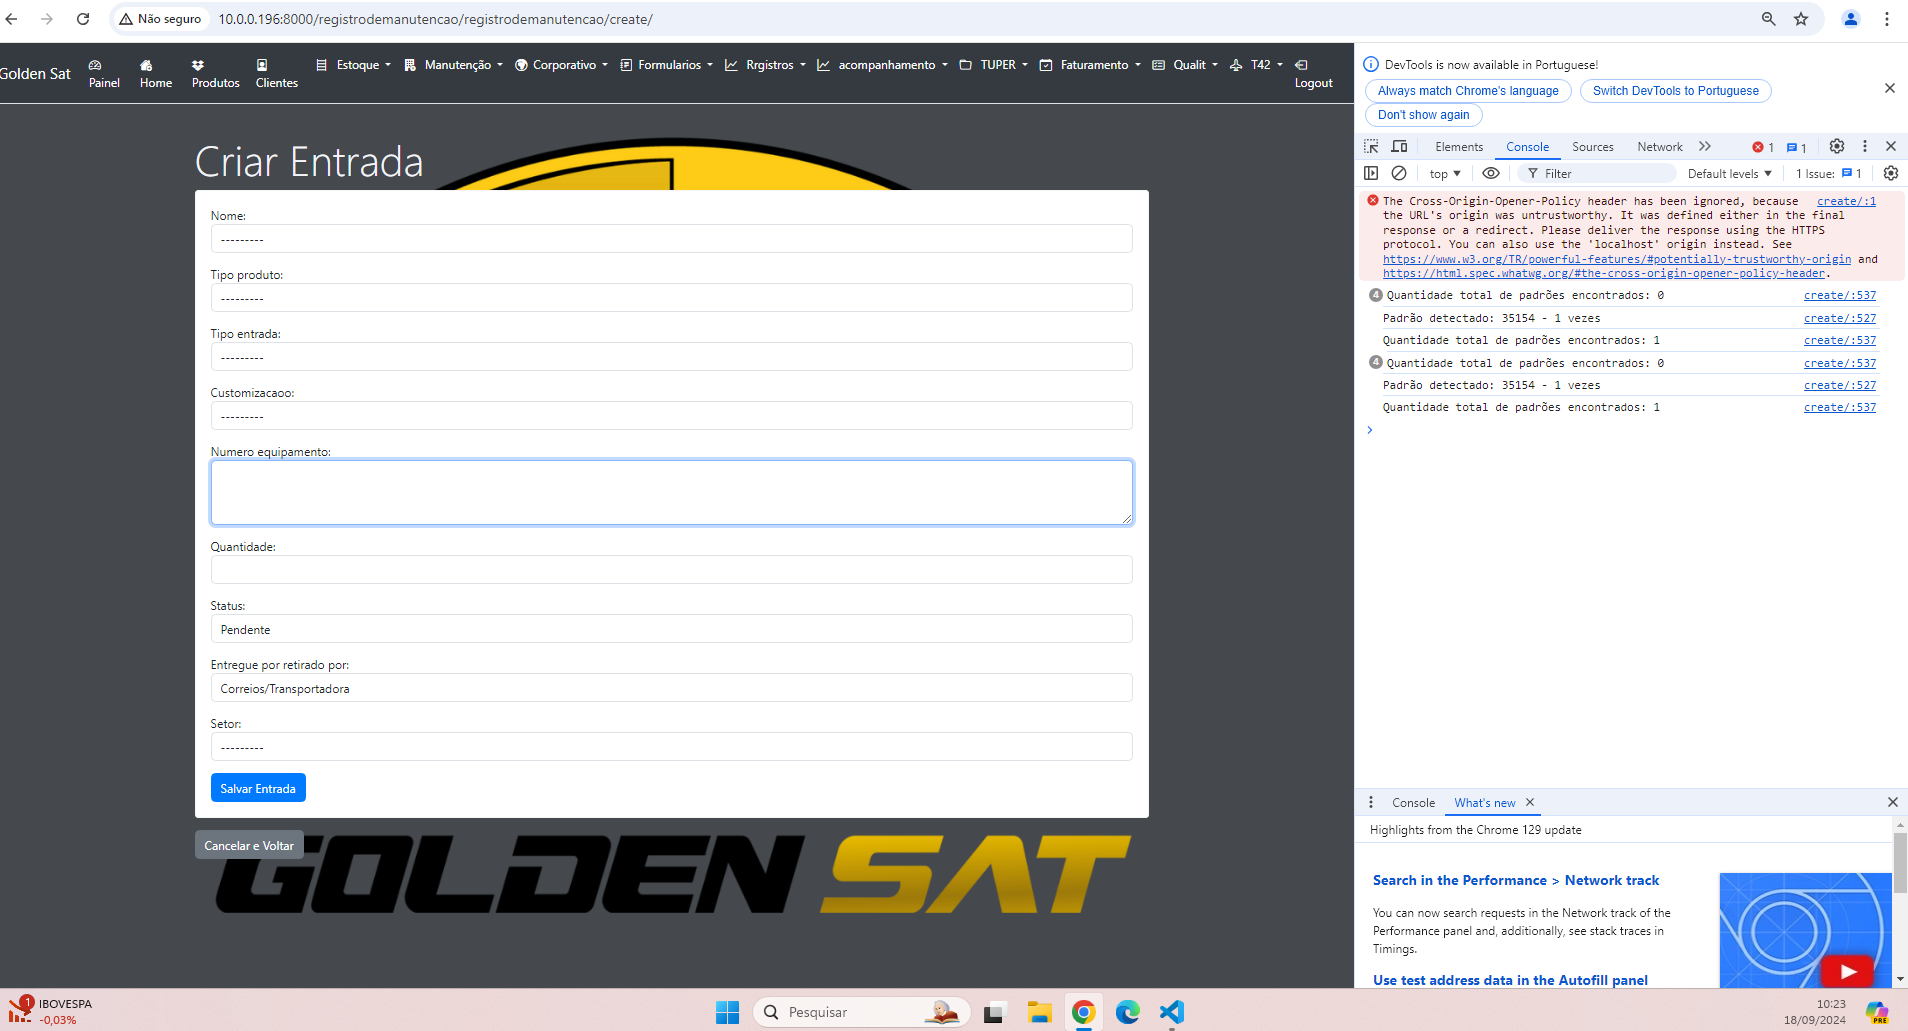 Não seguro
10.0.0.196:8000/registrodemanutencao/registrodemanutencao/create/
Golden Sat
Painel
Home
Produtos
Clientes
Estoque
Manutenção
Corporativo
Formularios
Rrgistros
acompanhamento
TUPER
Faturamento
Qualit
T42
Logout
Criar Entrada
Nome:
---------
Tipo produto:
---------
Tipo entrada:
---------
Customizacaoo:
---------
Numero equipamento:
Quantidade:
Status:
Pendente
Entregue por retirado por:
Correios/Transportadora
Setor:
---------
Salvar Entrada
Cancelar e Voltar
GOLDEN SAT
DevTools is now available in Portuguese!
Always match Chrome's language
Switch DevTools to Portuguese
Don't show again
Elements
Console
Sources
Network
1
1
top
Filter
Default levels
1 Issue: 1
The Cross-Origin-Opener-Policy header has been ignored, because create/:1
the URL's origin was untrustworthy. It was defined either in the final
response or a redirect. Please deliver the response using the HTTPS
protocol. You can also use the 'localhost' origin instead. See
https://www.w3.org/TR/powerful-features/#potentially-trustworthy-origin and
https://html.spec.whatwg.org/#the-cross-origin-opener-policy-header.
4 Quantidade total de padrões encontrados: 0 create/:537
Padrão detectado: 35154 - 1 vezes create/:527
Quantidade total de padrões encontrados: 1 create/:537
4 Quantidade total de padrões encontrados: 0 create/:537
Padrão detectado: 35154 - 1 vezes create/:527
Quantidade total de padrões encontrados: 1 create/:537
Console
What's new
Highlights from the Chrome 129 update
Search in the Performance > Network track
You can now search requests in the Network track of the
Performance panel and, additionally, see stack traces in
Timings.
Use test address data in the Autofill panel
1
IBOVESPA
-0,03%
Pesquisar
10:23
18/09/2024
PRE